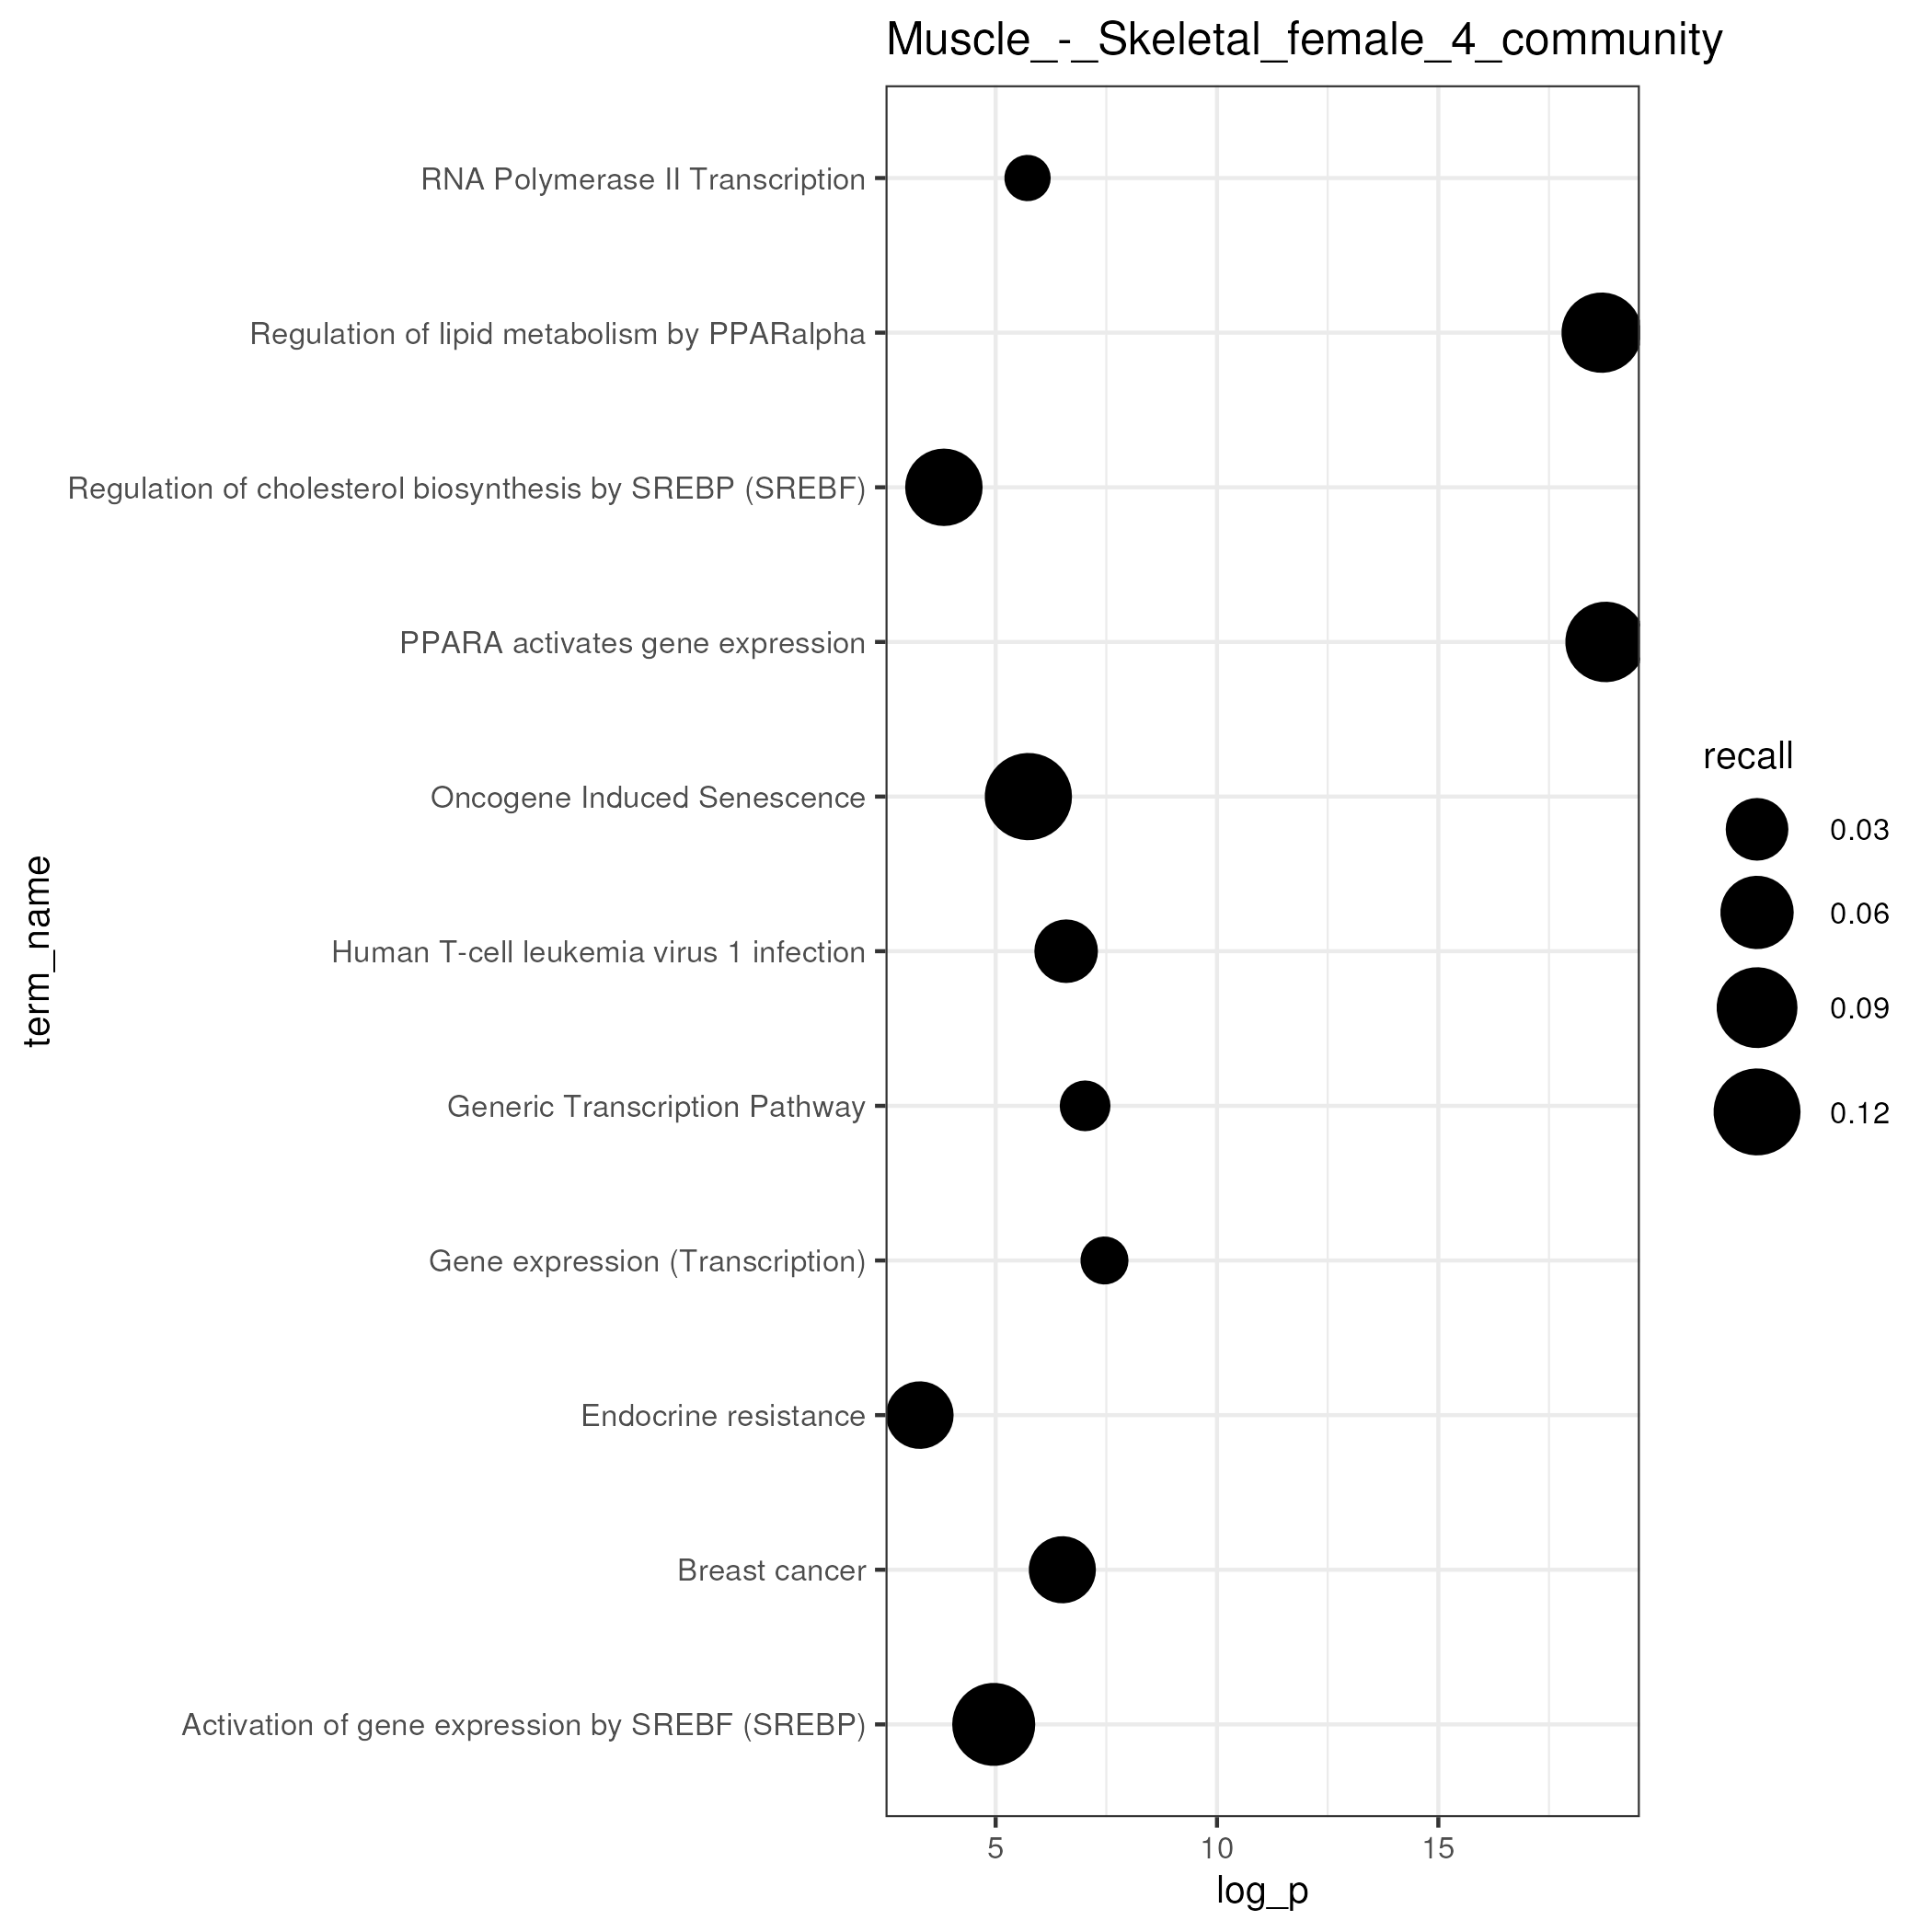 Muscle_-_Skeletal_female_4_community
RNA Polymerase II Transcription
Regulation of lipid metabolism by PPARalpha
Regulation of cholesterol biosynthesis by SREBP (SREBF)
PPARA activates gene expression
Oncogene Induced Senescence
Human T-cell leukemia virus 1 infection
Generic Transcription Pathway
Gene expression (Transcription)
Endocrine resistance
Breast cancer
Activation of gene expression by SREBF (SREBP)
term_name
5 10 15
log_p
recall
0.03
0.06
0.09
0.12